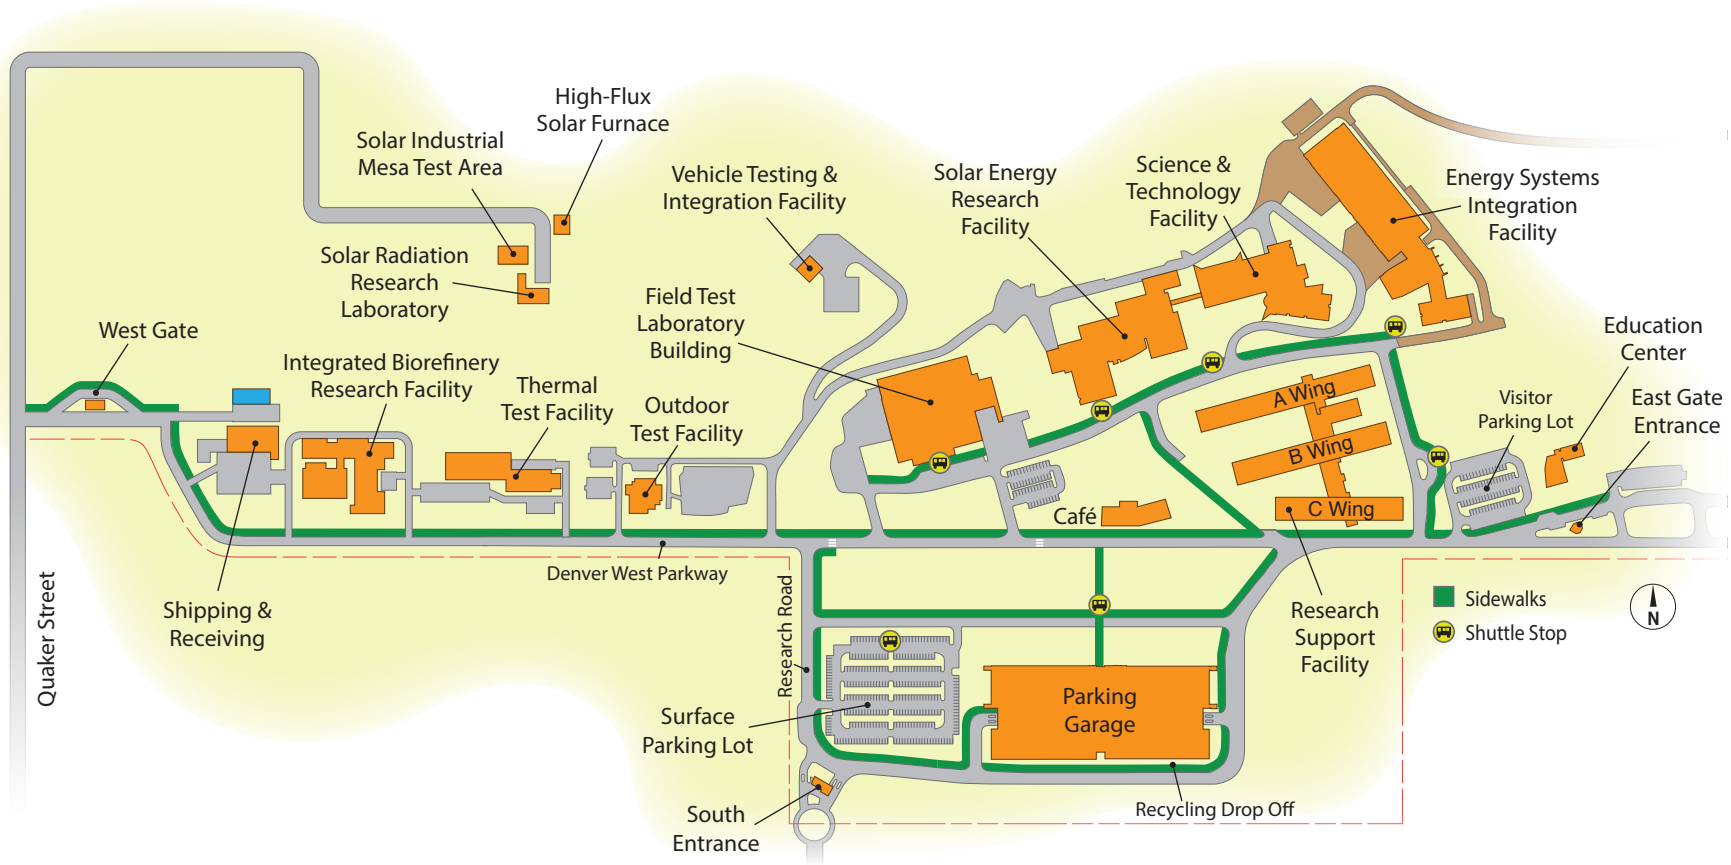 High-Flux
Solar Furnace
Solar Industrial
Mesa Test Area
Vehicle Testing &
Integration Facility
Solar Energy
Research
Facility
Science &
Technology
Facility
Energy Systems
Integration
Facility
Solar Radiation
Research
Laboratory
Field Test
Laboratory
Building
West Gate
Integrated Biorefinery
Research Facility
Thermal
Test Facility
Outdoor
Test Facility
Education
Center
East Gate
Entrance
Visitor
Parking Lot
A Wing
B Wing
C Wing
Café
Denver West Parkway
Quaker Street
Shipping &
Receiving
Research Road
Research
Support
Facility
Sidewalks
Shuttle Stop
N
Parking
Garage
Surface
Parking Lot
Recycling Drop Off
South
Entrance